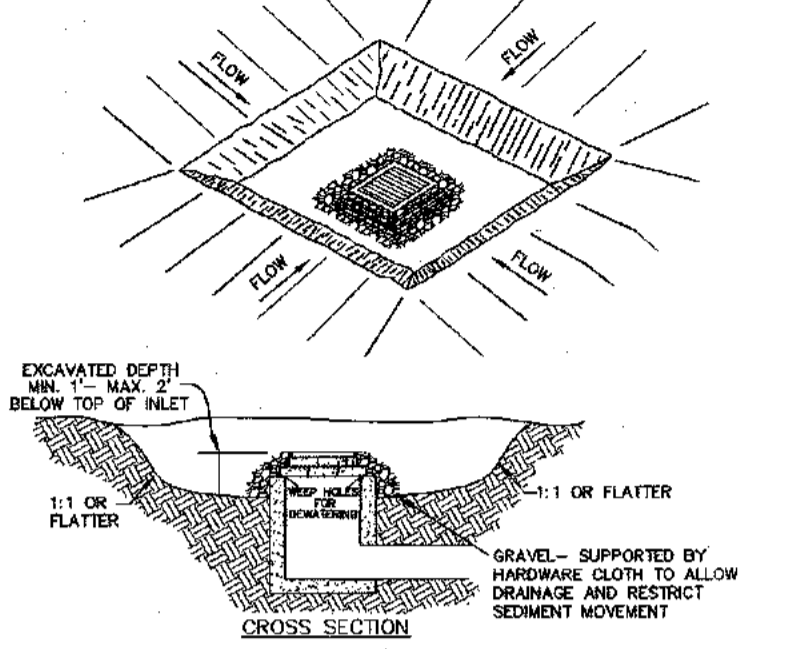 FLOW
FLOW
FLOW
FLOW
EXCAVATED DEPTH
MIN. 1'- MAX. 2'
BELOW TOP OF INLET
1:1 OR
FLATTER
WEEP HOLES
FOR
DEWATERING
1:1 OR FLATTER
GRAVEL- SUPPORTED BY
HARDWARE CLOTH TO ALLOW
DRAINAGE AND RESTRICT
SEDIMENT MOVEMENT
CROSS SECTION